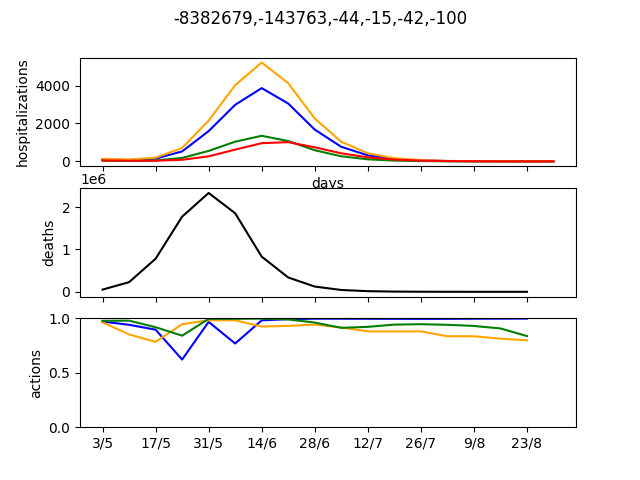 -8382679,-143763,-44,-15,-42,-100
hospitalizations
4000
2000
0
days
1e6
deaths
2
1
0
actions
1.0
0.5
0.0
3/5 17/5 31/5 14/6 28/6 12/7 26/7 9/8 23/8